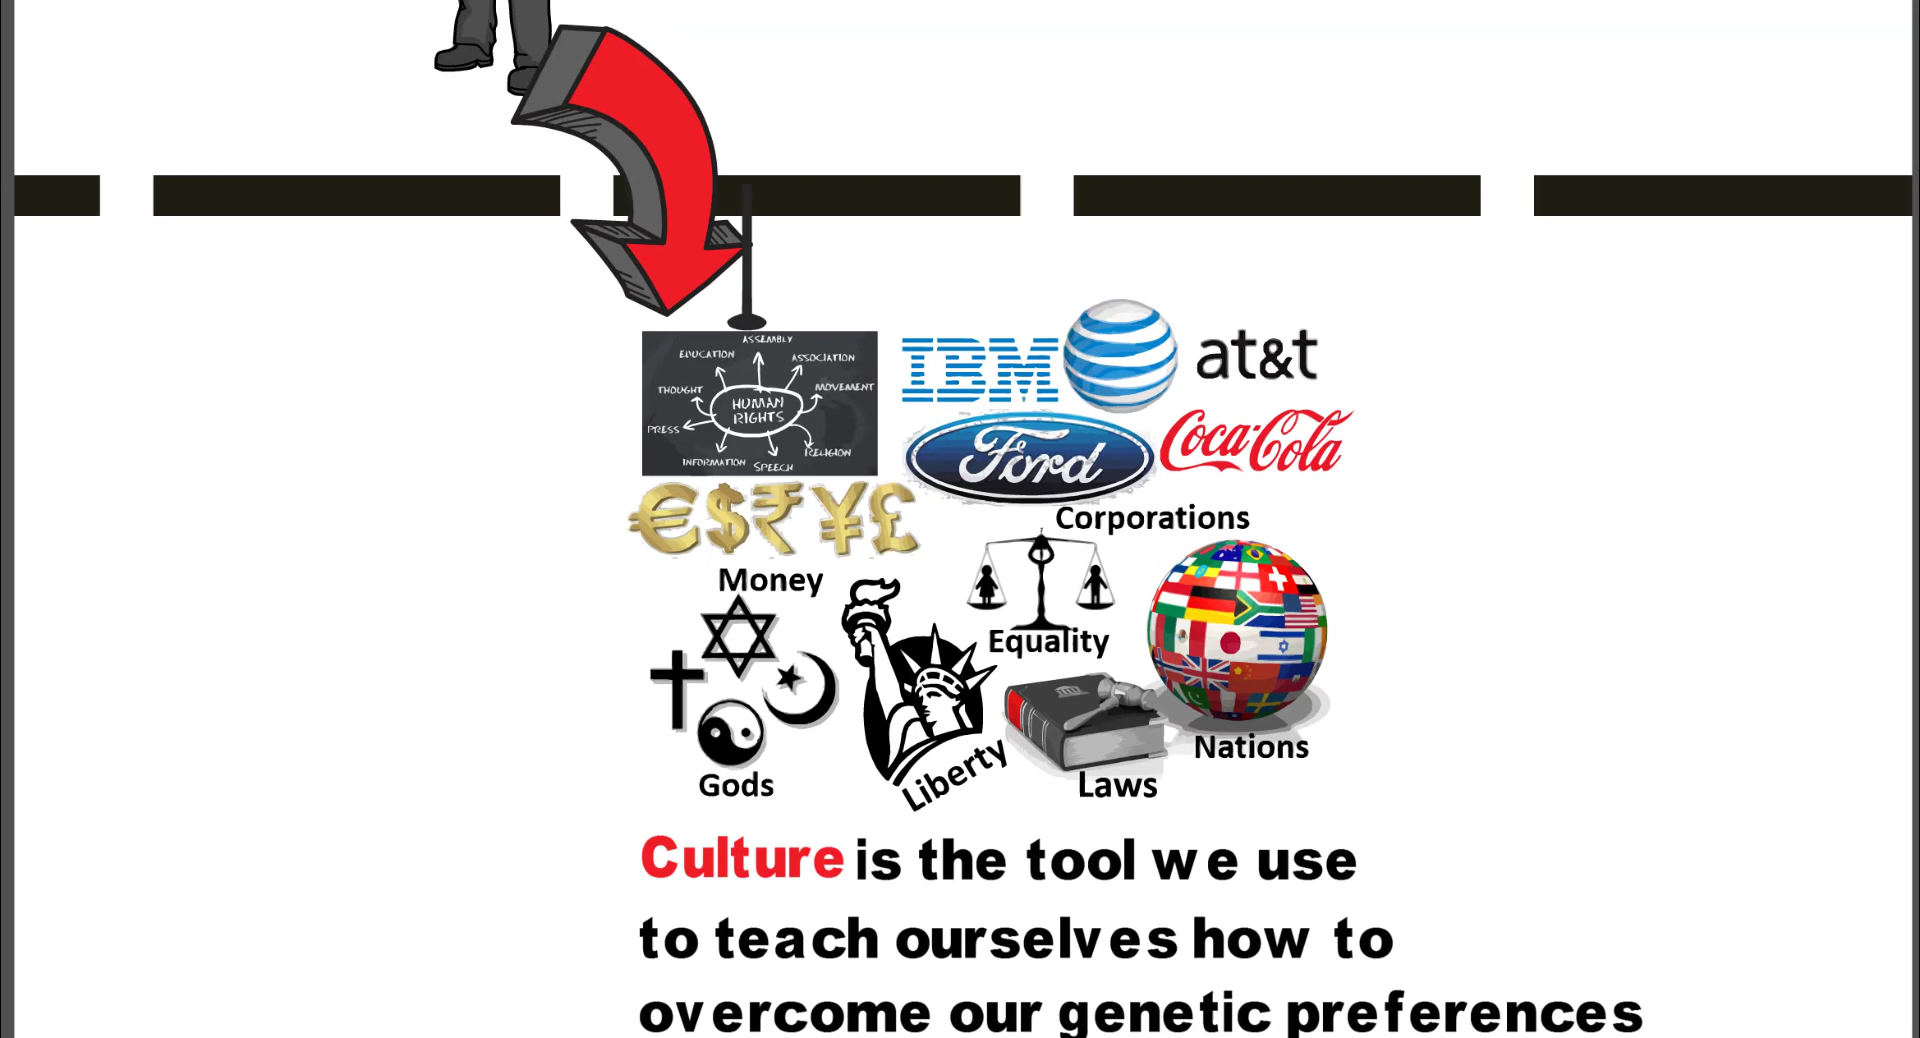 ASSEMBLY
EDUCATION
ASSOCIATION
THOUGHT
MOVEMENT
HUMAN
RIGHTS
PRESS
RELIGION
INFORMATION
SPEECH
IBM
at&t
Ford
Coca-Cola
€$₹¥£
Corporations
Money
Equality
Gods
Liberty
Laws
Nations
Culture is the tool we use
to teach ourselves how to
overcome our genetic preferences